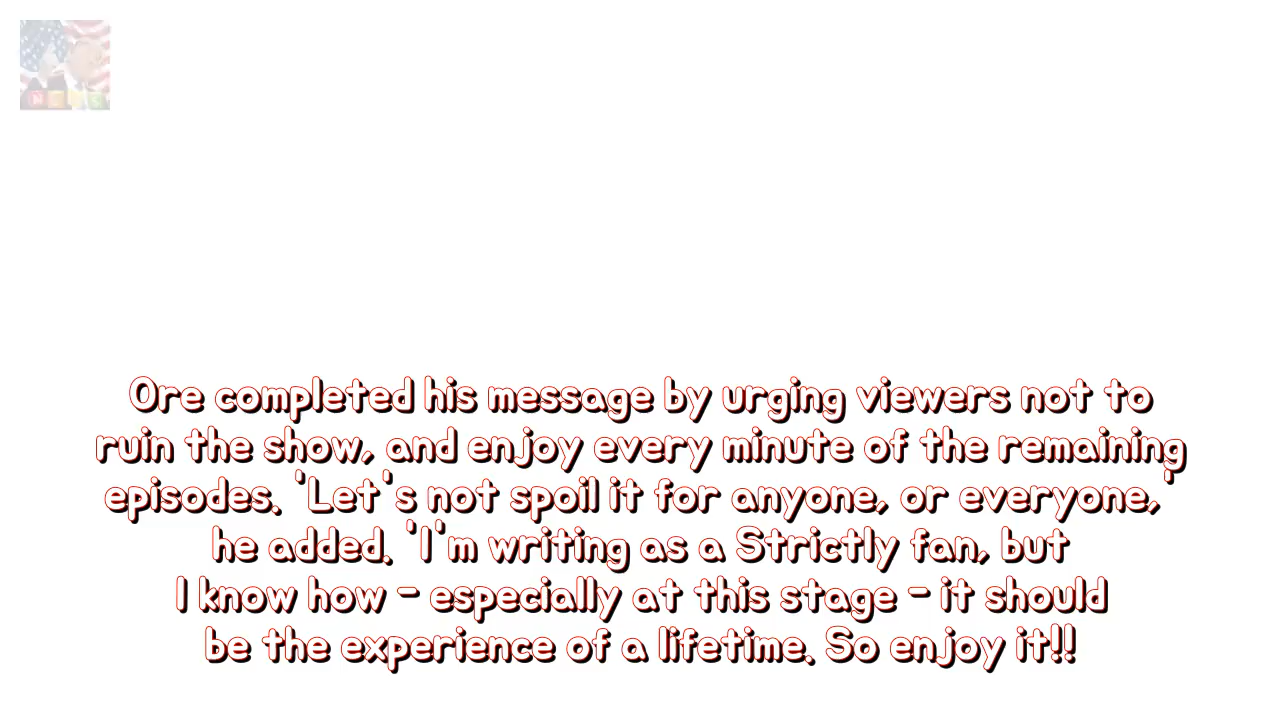 NEWS
Ore completed his message by urging viewers not to
ruin the show, and enjoy every minute of the remaining
episodes. 'Let's not spoil it for anyone, or everyone,'
he added. 'I'm writing as a Strictly fan, but
I know how - especially at this stage - it should
be the experience of a lifetime. So enjoy it!!